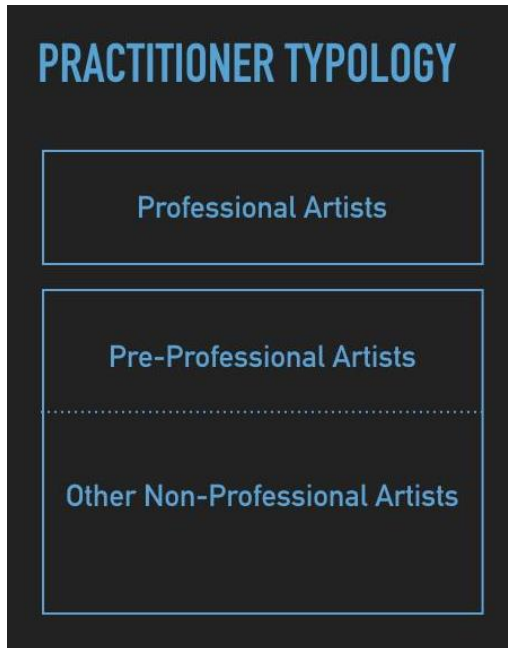 PRACTITIONER TYPOLOGY
Professional Artists
Pre-Professional Artists
Other Non-Professional Artists